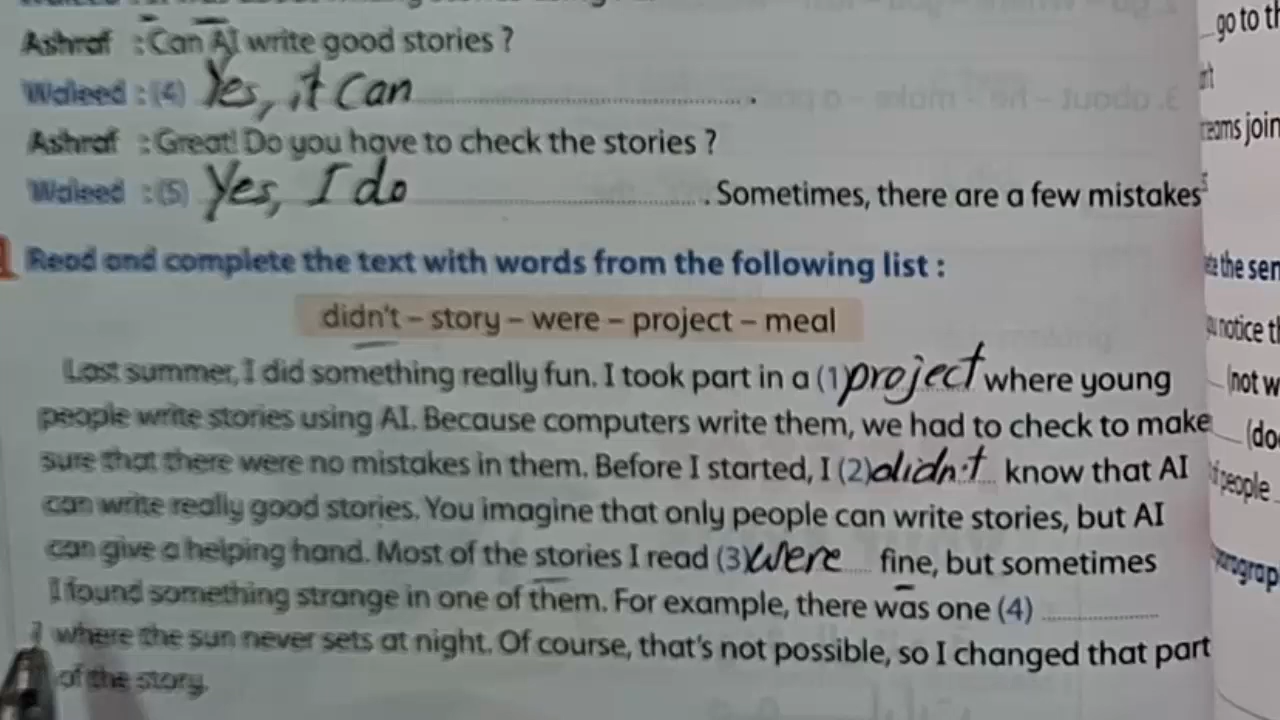 Ashraf : Can AI write good stories ?
Waleed : (4) Yes, it Can .
Ashraf : Great! Do you have to check the stories ?
Waleed : (5) Yes, I do . Sometimes, there are a few mistakes
Read and complete the text with words from the following list :
didn't – story – were – project – meal
Last summer, I did something really fun. I took part in a (1) project where young
people write stories using AI. Because computers write them, we had to check to make
sure that there were no mistakes in them. Before I started, I (2) didn't know that AI
can write really good stories. You imagine that only people can write stories, but AI
can give a helping hand. Most of the stories I read (3) were fine, but sometimes
I found something strange in one of them. For example, there was one (4)
where the sun never sets at night. Of course, that's not possible, so I changed that part
of the story.
go to th
join
the sen
notice th
(not w
(do
people